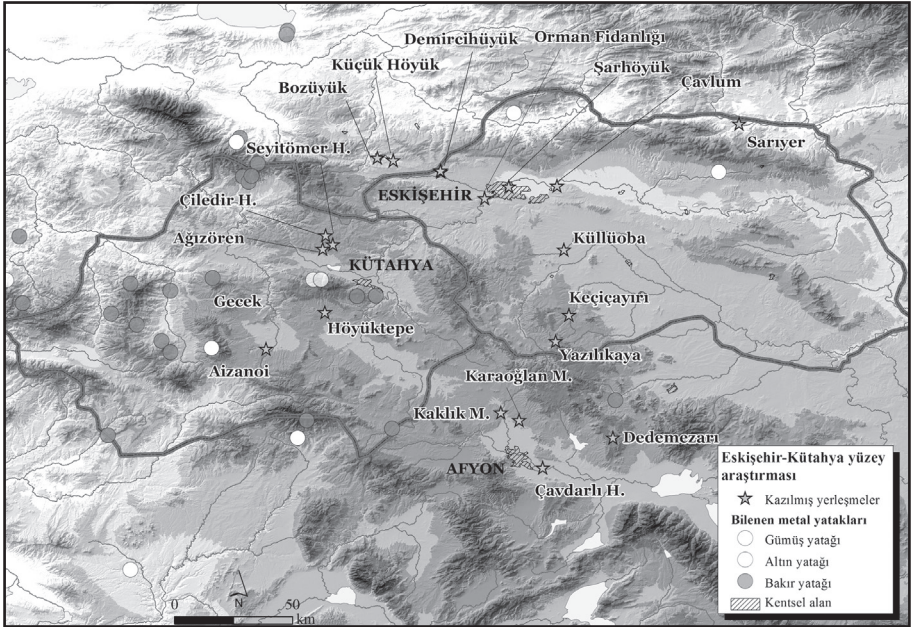 Demircihüyük
Orman Fidanlığı
Küçük Höyük
Şarhöyük
Bozüyük
Çavlum
Seyitömer H.
Sarıyer
ESKİŞEHİR
Çiledir H.
Ağızören
Küllüoba
KÜTAHYA
Gecek
Keçiçayırı
Höyüktepe
Aizanoi
Yazılıkaya
Karaoğlan M.
Kaklık M.
Dedemezarı
AFYON
Çavdarlı H.
Eskişehir-Kütahya yüzey
araştırması
Kazılmış yerleşmeler
Bilenen metal yatakları
Gümüş yatağı
Altın yatağı
Bakır yatağı
Kentsel alan
0 N 50
km